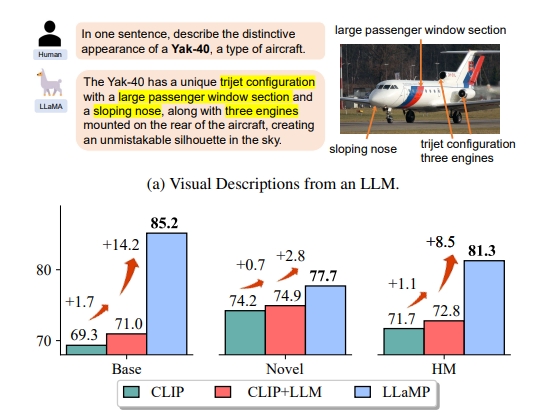 In one sentence, describe the distinctive
appearance of a Yak-40, a type of aircraft.
Human
The Yak-40 has a unique trijet configuration
with a large passenger window section and
a sloping nose, along with three engines
mounted on the rear of the aircraft, creating
an unmistakable silhouette in the sky.
LLaMA
large passenger window section
sloping nose
trijet configuration
three engines
(a) Visual Descriptions from an LLM.
80
70
+1.7
+14.2
69.3
71.0
85.2
Base
+0.7
+2.8
74.2
74.9
77.7
Novel
+1.1
+8.5
71.7
72.8
81.3
HM
CLIP
CLIP+LLM
LLaMP